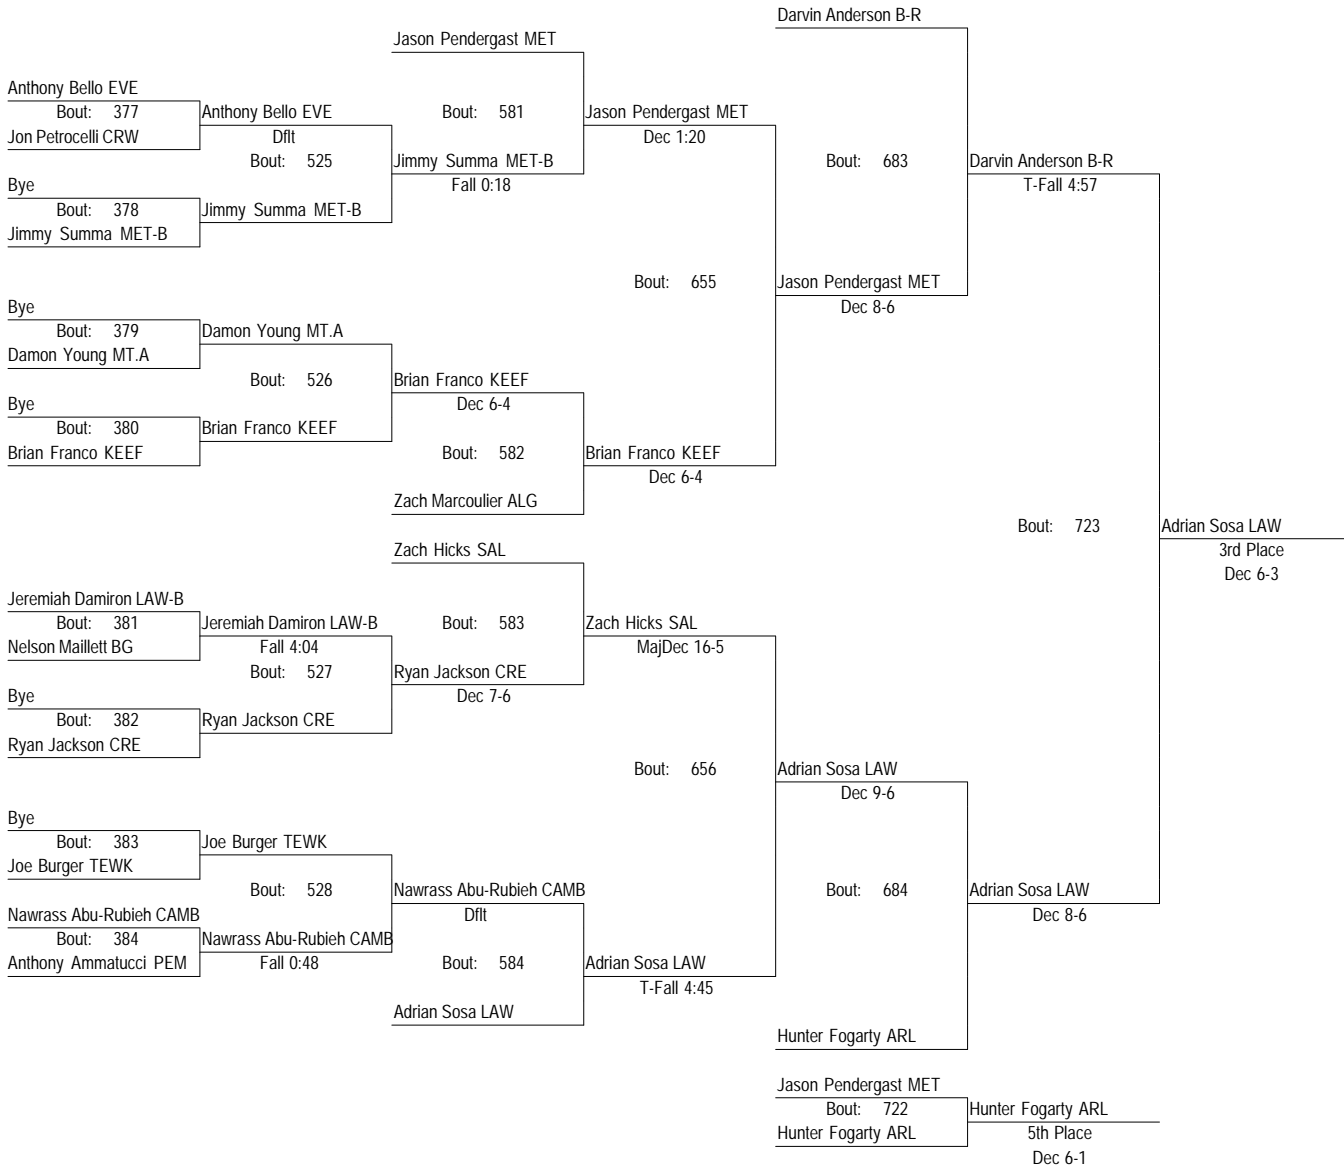 Darvin Anderson B-R
Jason Pendergast MET
Anthony Bello EVE
Bout: 377
Jon Petrocelli CRW
Anthony Bello EVE
Dflt
Bout: 525
Bye
Bout: 378
Jimmy Summa MET-B
Jimmy Summa MET-B
Bout: 581
Jimmy Summa MET-B
Fall 0:18
Jason Pendergast MET
Dec 1:20
Bye
Bout: 379
Damon Young MT.A
Damon Young MT.A
Bout: 526
Bye
Bout: 380
Brian Franco KEEF
Brian Franco KEEF
Brian Franco KEEF
Dec 6-4
Bout: 582
Zach Marcoulier ALG
Brian Franco KEEF
Dec 6-4
Bout: 655
Jason Pendergast MET
Dec 8-6
Bout: 683
Darvin Anderson B-R
T-Fall 4:57
Zach Hicks SAL
Jeremiah Damiron LAW-B
Bout: 381
Nelson Maillett BG
Jeremiah Damiron LAW-B
Fall 4:04
Bout: 527
Bye
Bout: 382
Ryan Jackson CRE
Ryan Jackson CRE
Bout: 583
Ryan Jackson CRE
Dec 7-6
Zach Hicks SAL
MajDec 16-5
Bye
Bout: 383
Joe Burger TEWK
Joe Burger TEWK
Bout: 528
Nawrass Abu-Rubieh CAMB
Bout: 384
Anthony Ammatucci PEM
Nawrass Abu-Rubieh CAMB
Fall 0:48
Nawrass Abu-Rubieh CAMB
Dflt
Bout: 584
Adrian Sosa LAW
Adrian Sosa LAW
T-Fall 4:45
Bout: 656
Adrian Sosa LAW
Dec 9-6
Bout: 684
Hunter Fogarty ARL
Adrian Sosa LAW
Dec 8-6
Bout: 723
Adrian Sosa LAW
3rd Place
Dec 6-3
Jason Pendergast MET
Bout: 722
Hunter Fogarty ARL
Hunter Fogarty ARL
5th Place
Dec 6-1